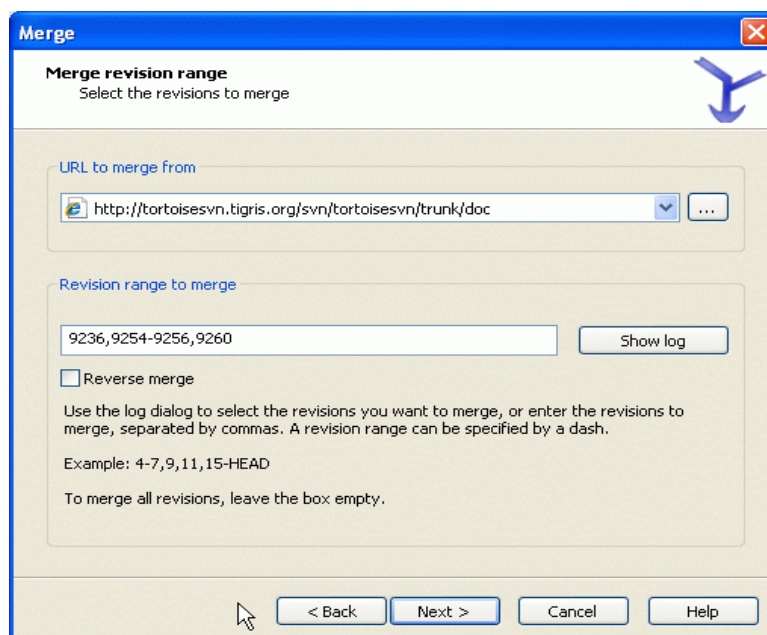 Merge
Merge revision range
Select the revisions to merge
URL to merge from
http://tortoisesvn.tigris.org/svn/tortoisesvn/trunk/doc
...
Revision range to merge
9236,9254-9256,9260
Show log
Reverse merge
Use the log dialog to select the revisions you want to merge, or enter the revisions to
merge, separated by commas. A revision range can be specified by a dash.
Example: 4-7,9,11,15-HEAD
To merge all revisions, leave the box empty.
< Back Next > Cancel Help